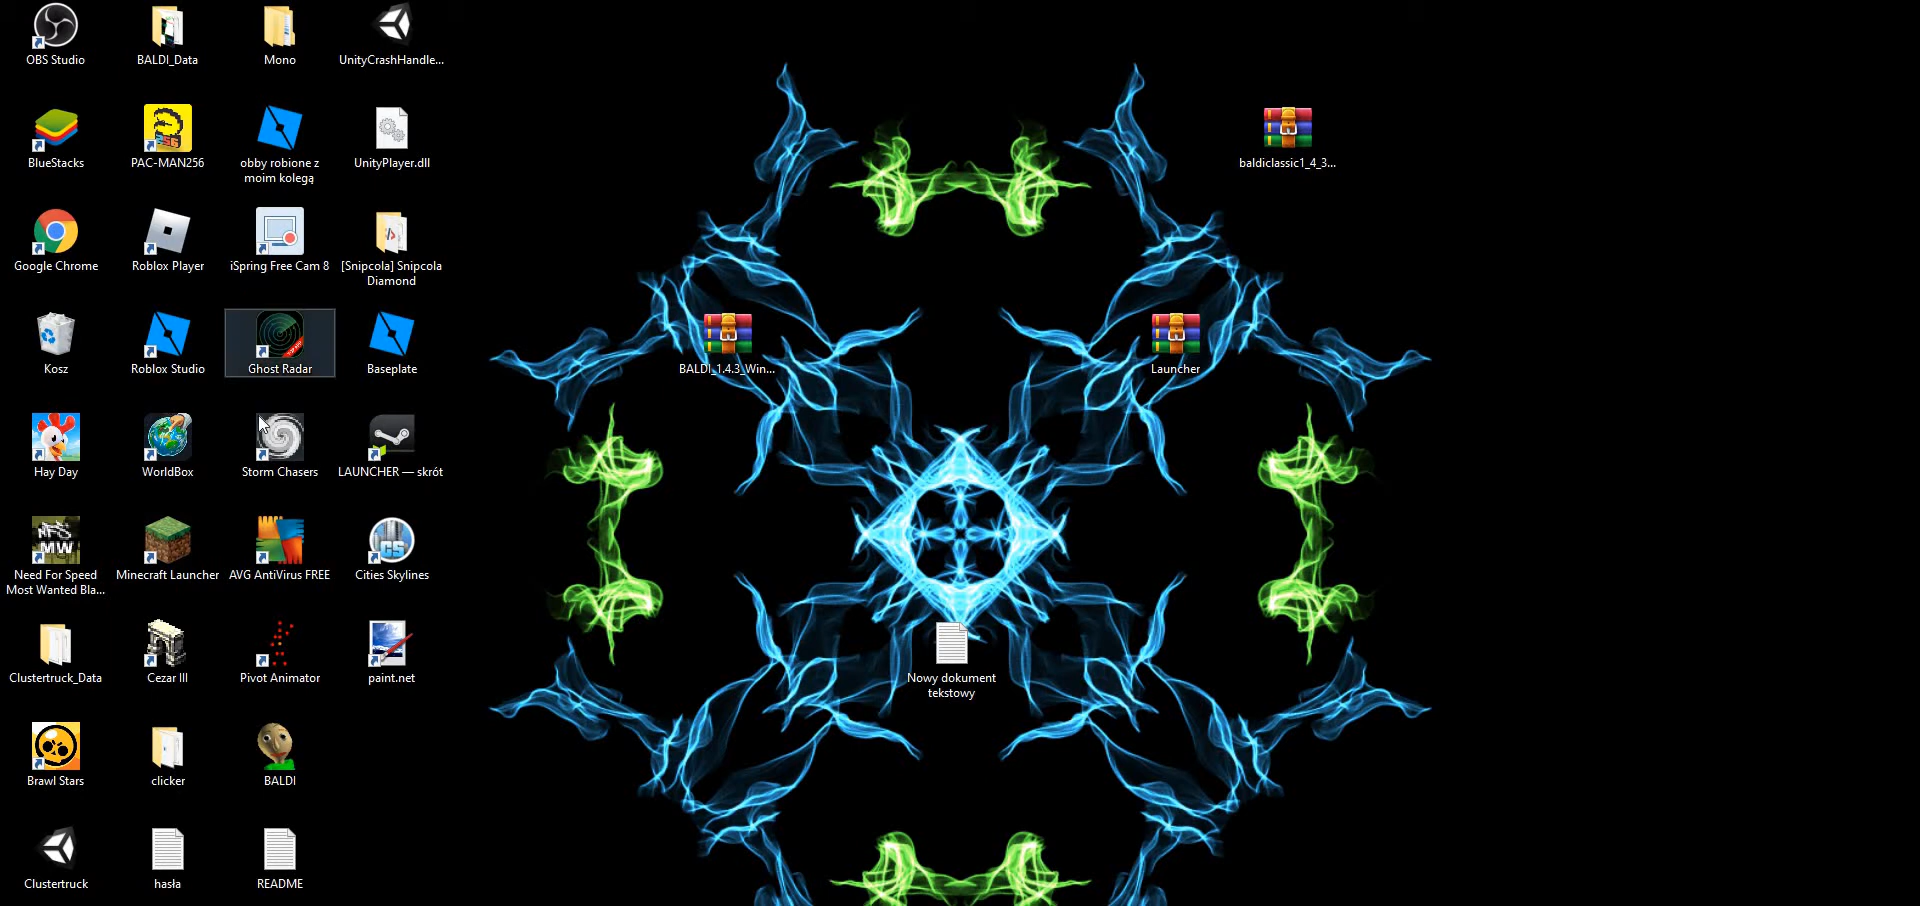 OBS Studio
BALDI_Data
Mono
UnityCrashHandle...
BlueStacks
PAC-MAN256
obby robione z
moim kolegą
UnityPlayer.dll
baldiclassic1_4_3...
Google Chrome
Roblox Player
iSpring Free Cam 8
[Snipcola] Snipcola
Diamond
Kosz
Roblox Studio
Ghost Radar
Baseplate
BALDI_1.4.3_Win...
Launcher
Hay Day
WorldBox
Storm Chasers
LAUNCHER — skrót
NFS
MW
CS
Need For Speed
Most Wanted Bla...
Minecraft Launcher
AVG AntiVirus FREE
Cities Skylines
Clustertruck_Data
Cezar III
Pivot Animator
paint.net
Nowy dokument
tekstowy
Brawl Stars
clicker
BALDI
Clustertruck
hasła
README